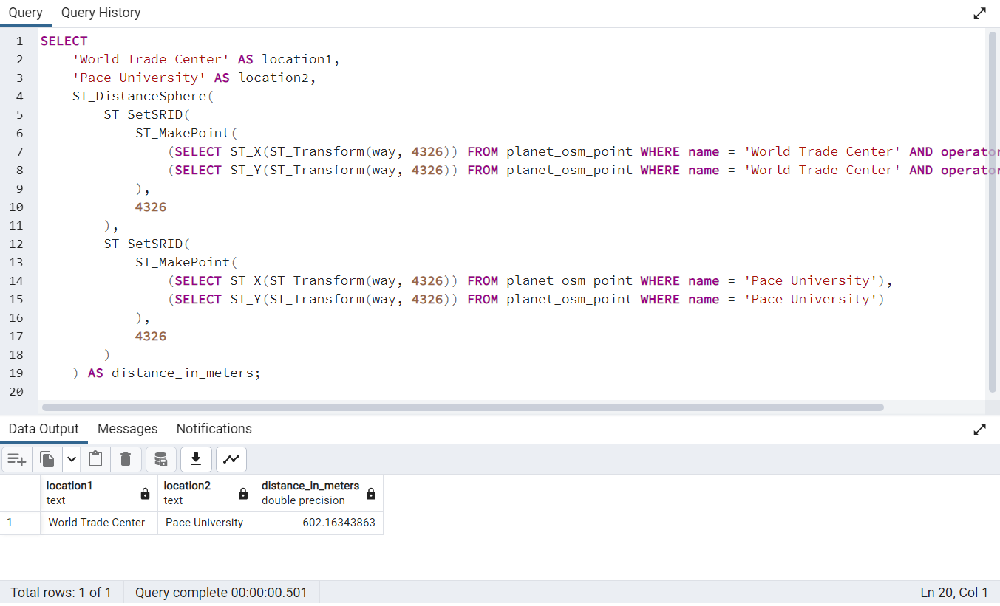 Query Query History
1 SELECT
2 'World Trade Center' AS location1,
3 'Pace University' AS location2,
4 ST_DistanceSphere(
5 ST_SetSRID(
6 ST_MakePoint(
7 (SELECT ST_X(ST_Transform(way, 4326)) FROM planet_osm_point WHERE name = 'World Trade Center' AND operator
8 (SELECT ST_Y(ST_Transform(way, 4326)) FROM planet_osm_point WHERE name = 'World Trade Center' AND operator
9 ),
10 4326
11 ),
12 ST_SetSRID(
13 ST_MakePoint(
14 (SELECT ST_X(ST_Transform(way, 4326)) FROM planet_osm_point WHERE name = 'Pace University'),
15 (SELECT ST_Y(ST_Transform(way, 4326)) FROM planet_osm_point WHERE name = 'Pace University')
16 ),
17 4326
18 )
19 ) AS distance_in_meters;
20
Data Output Messages Notifications
location1 location2 distance_in_meters
text text double precision
1 World Trade Center Pace University 602.16343863
Total rows: 1 of 1 Query complete 00:00:00.501 Ln 20, Col 1